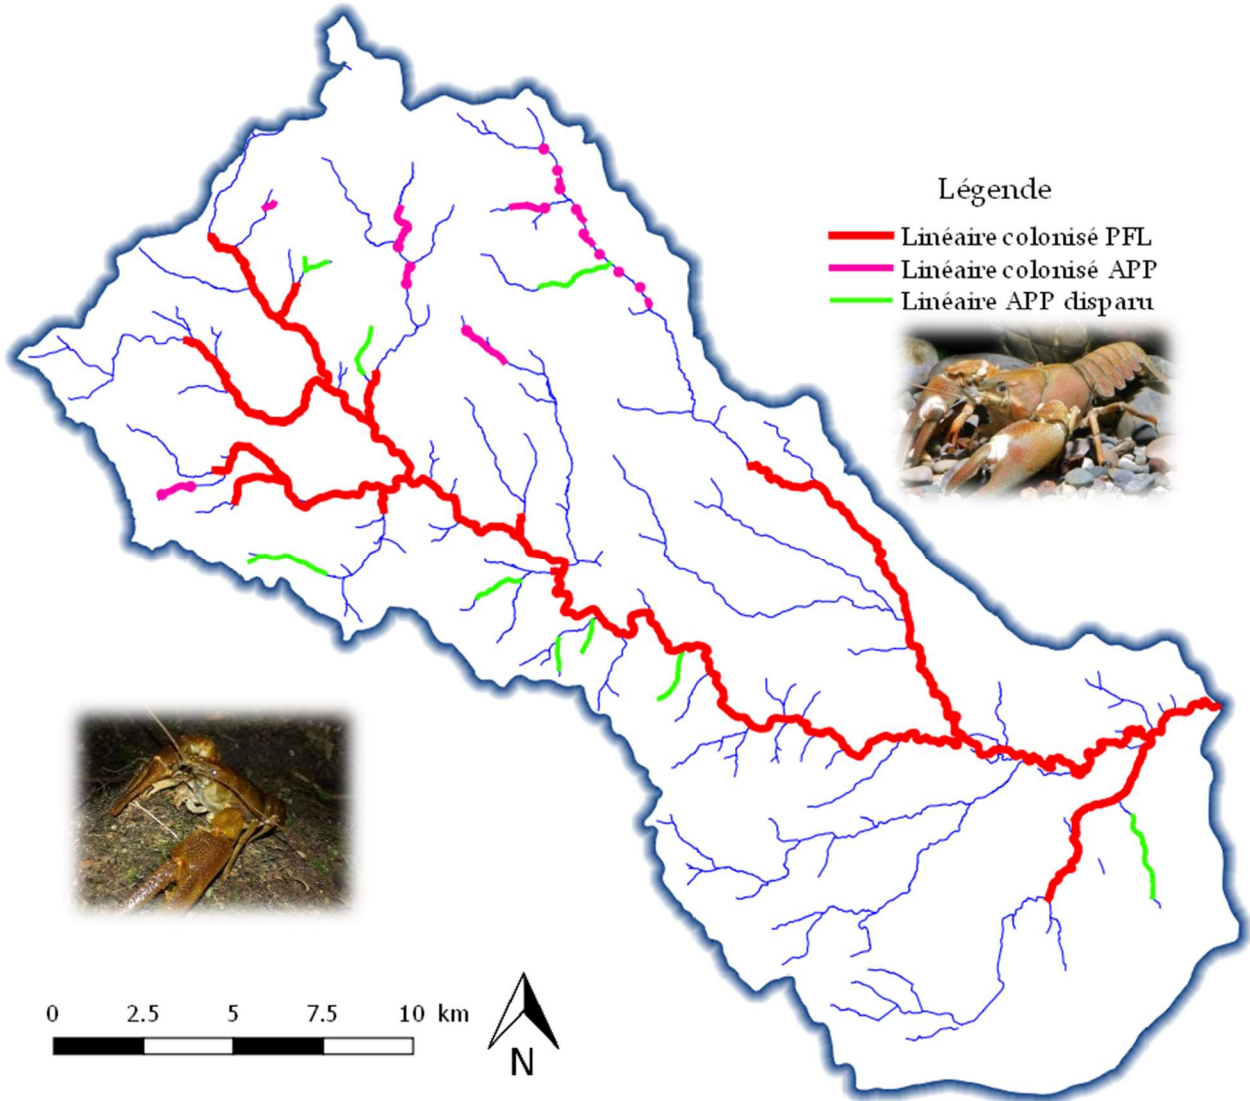 Légende
Linéaire colonisé PFL
Linéaire colonisé APP
Linéaire APP disparu
0 2.5 5 7.5 10 km
N